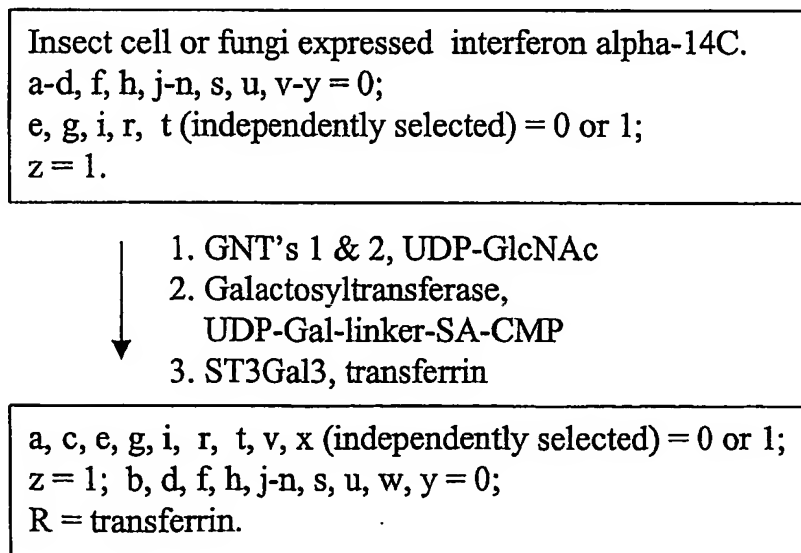 Insect cell or fungi expressed interferon alpha-14C.
a-d, f, h, j-n, s, u, v-y = 0;
e, g, i, r, t (independently selected) = 0 or 1;
z = 1.
1. GNT's 1 & 2, UDP-GlcNAc
2. Galactosyltransferase,
UDP-Gal-linker-SA-CMP
3. ST3Gal3, transferrin
a, c, e, g, i, r, t, v, x (independently selected) = 0 or 1;
z = 1; b, d, f, h, j-n, s, u, w, y = 0;
R = transferrin.